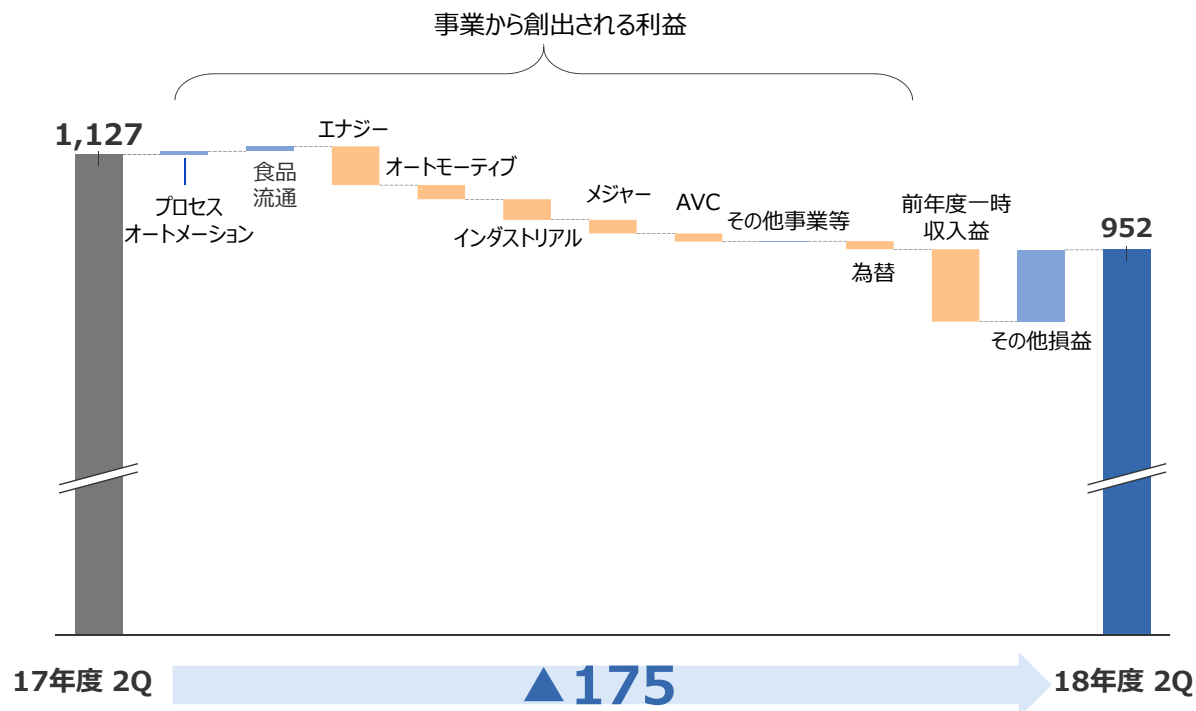 事業から創出される利益
1,127
プロセス
オートメーション
食品
流通
エナジー
オートモーティブ
インダストリアル
メジャー
AVC
その他事業等
為替
前年度一時
収入益
その他損益
952
17年度 2Q
▲175
18年度 2Q